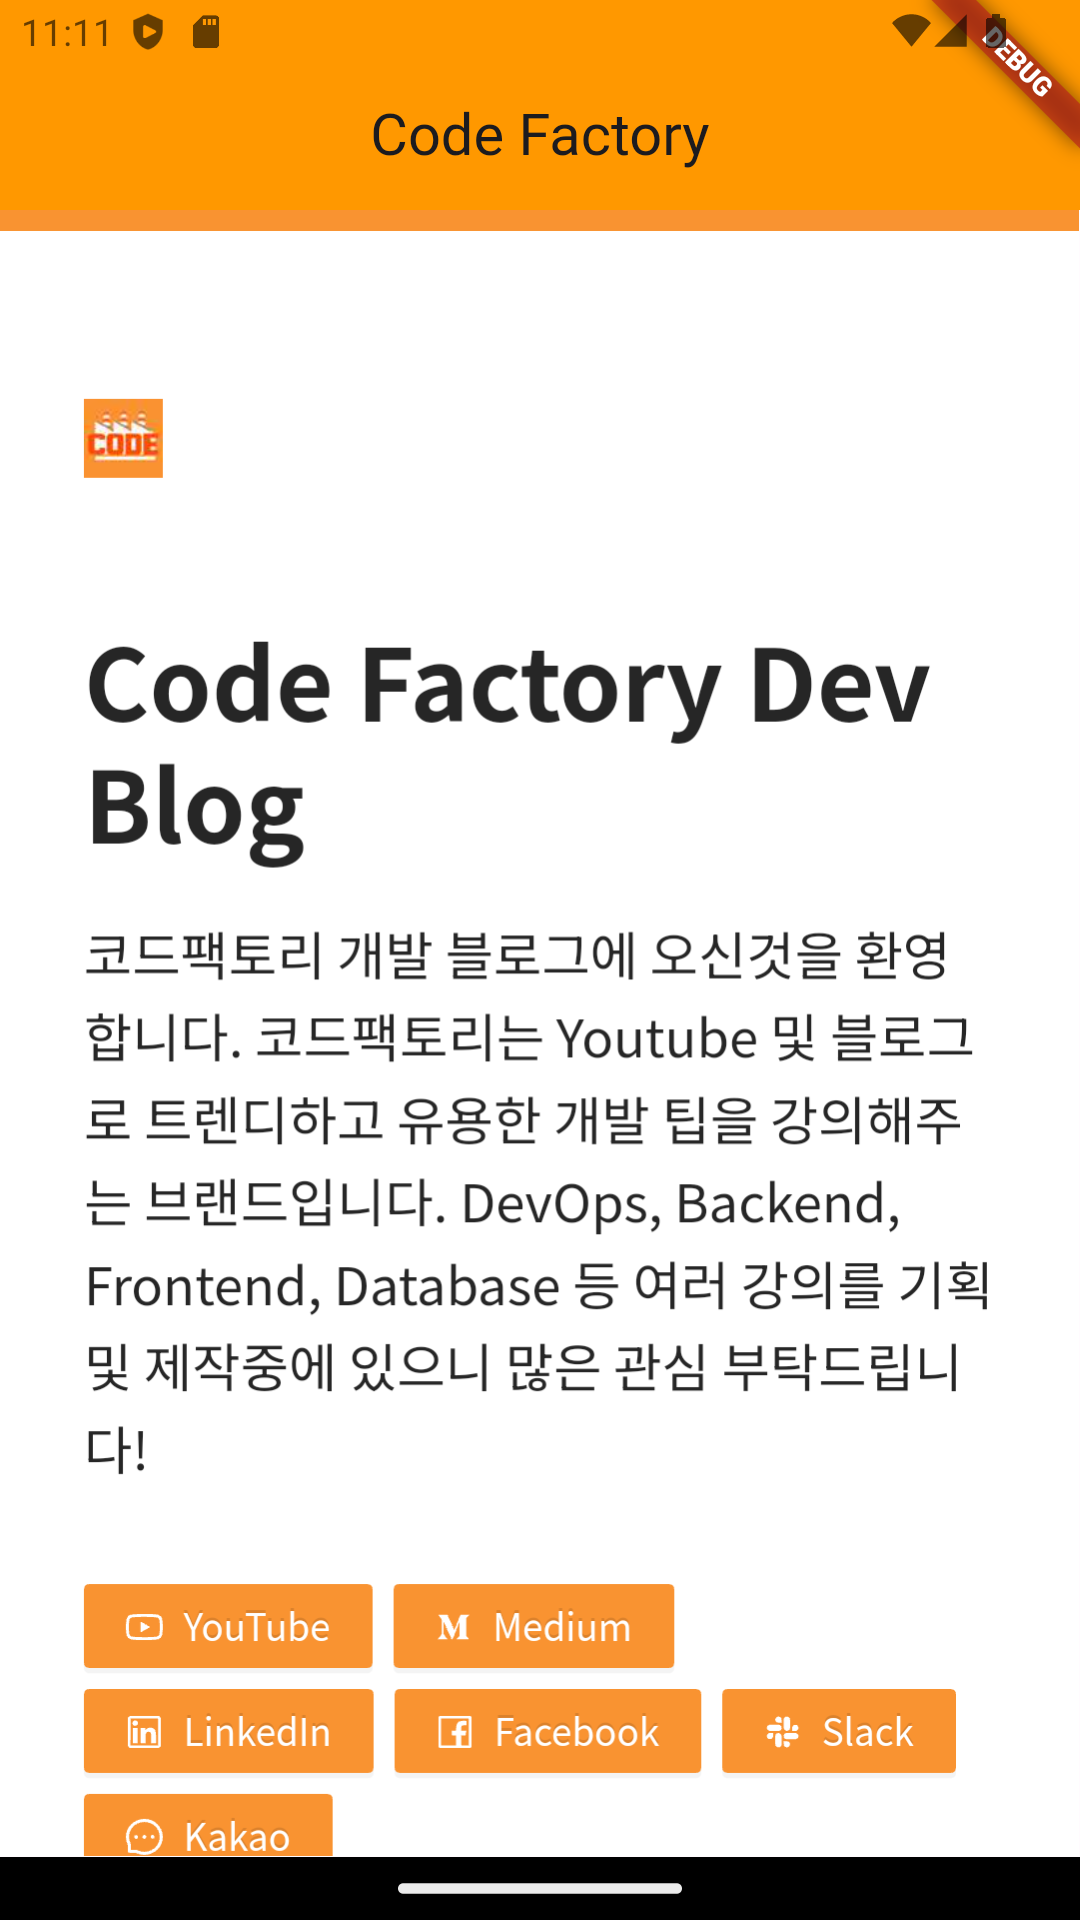 11:11
DEBUG
Code Factory
CODE
Code Factory Dev
Blog
코드팩토리 개발 블로그에 오신것을 환영
합니다. 코드팩토리는 Youtube 및 블로그
로 트렌디하고 유용한 개발 팁을 강의해주
는 브랜드입니다. DevOps, Backend,
Frontend, Database 등 여러 강의를 기획
및 제작중에 있으니 많은 관심 부탁드립니
다!
YouTube Medium
LinkedIn Facebook Slack
Kakao